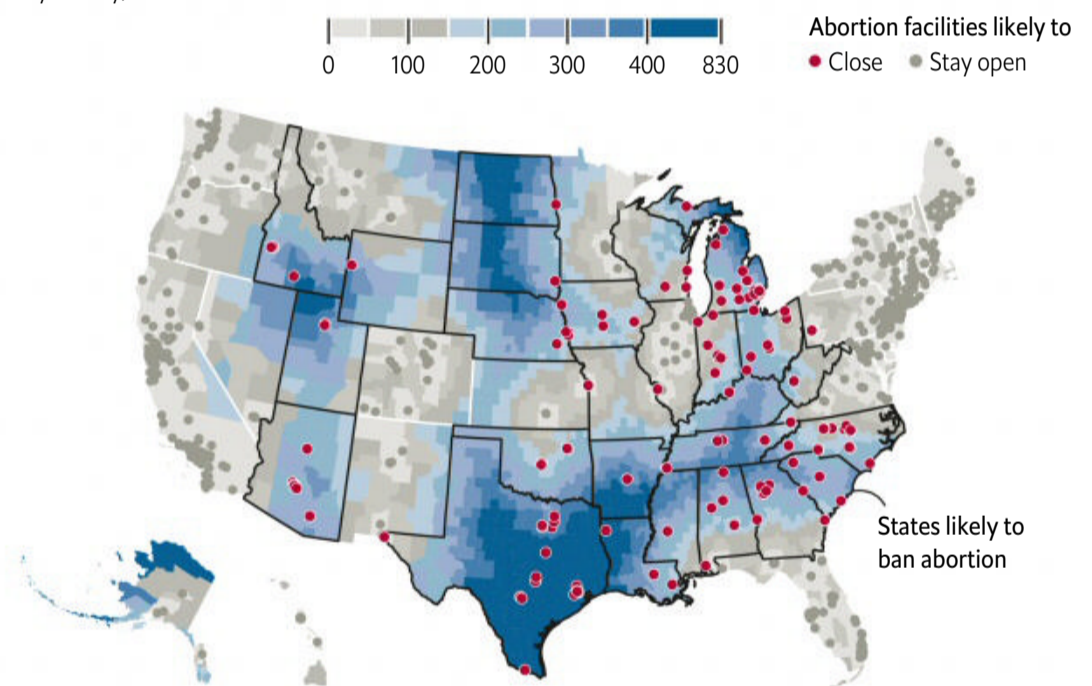 Abortion facilities likely to
Close Stay open
0 100 200 300 400 830
States likely to
ban abortion